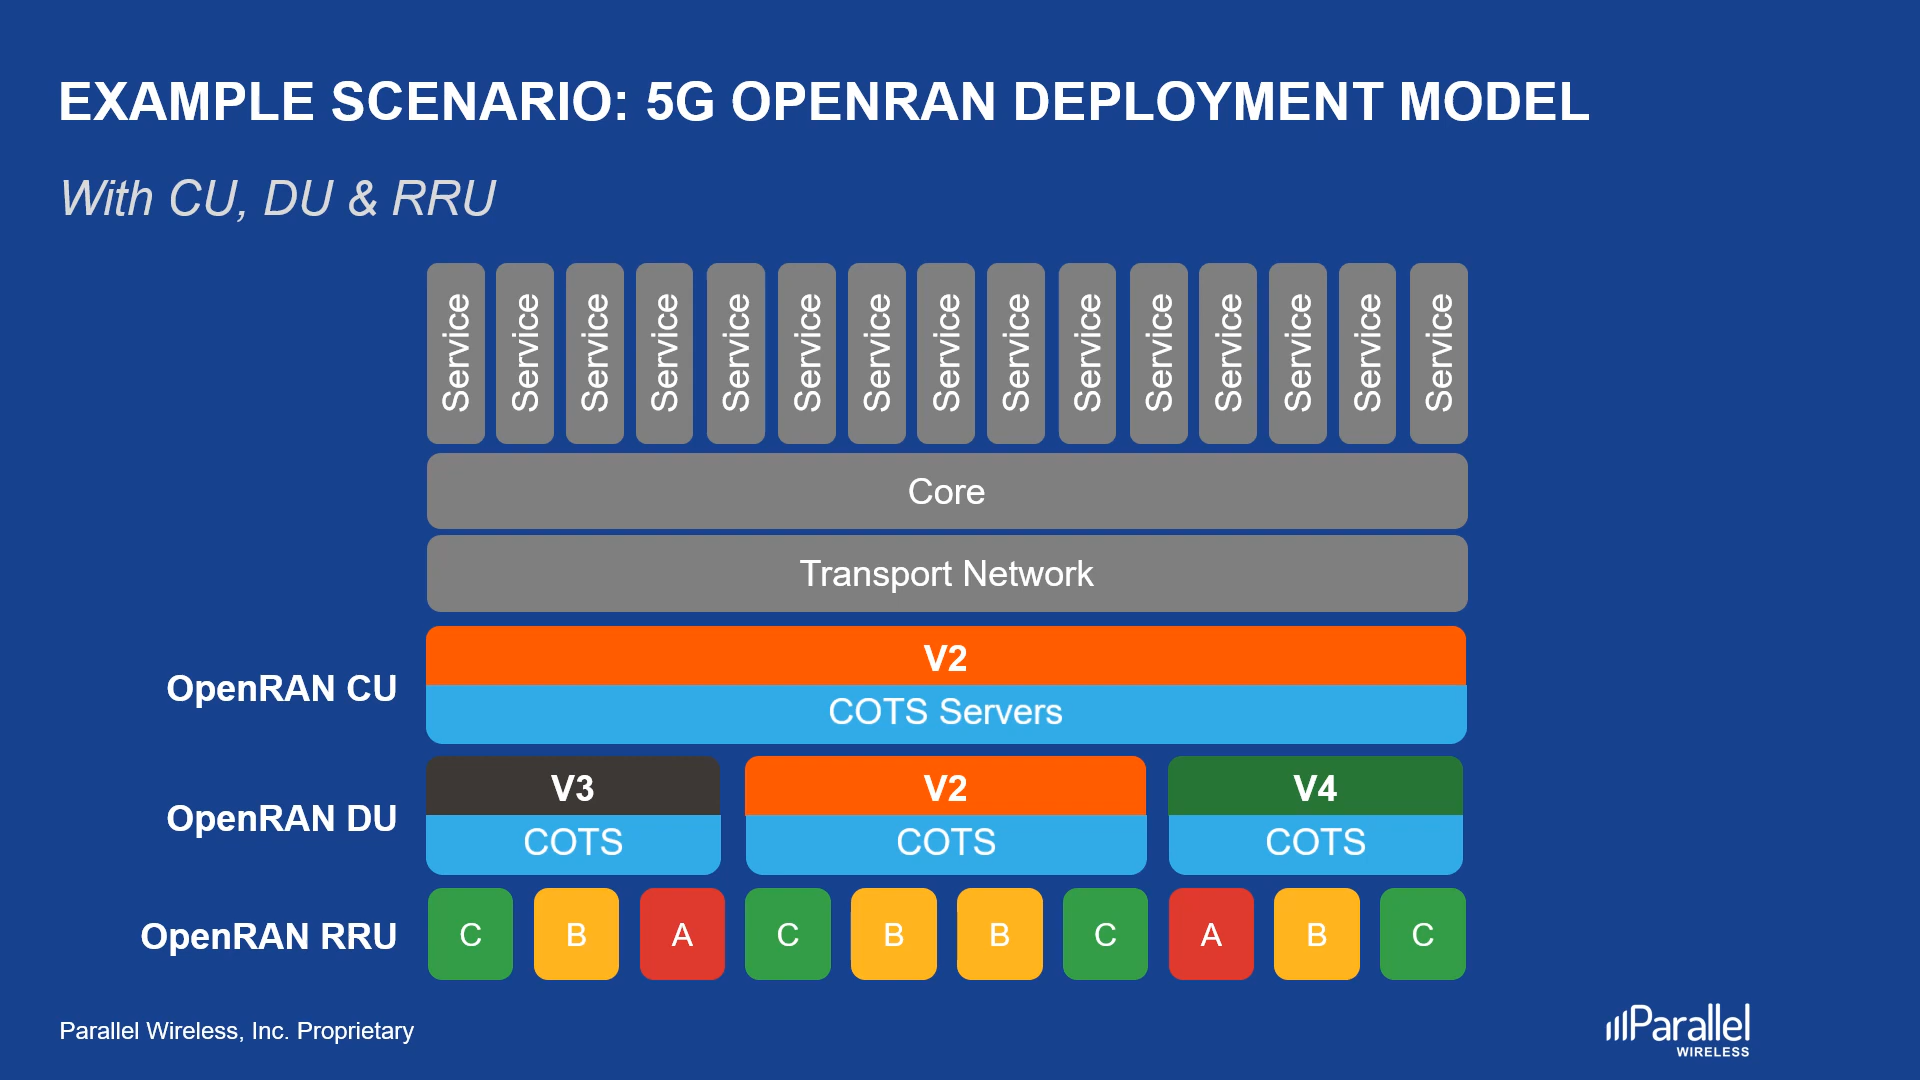 EXAMPLE SCENARIO: 5G OPENRAN DEPLOYMENT MODEL
With CU, DU & RRU
Service Service Service Service Service Service Service Service Service Service Service Service Service Service Service
Core
Transport Network
OpenRAN CU
V2
COTS Servers
OpenRAN DU
V3 V2 V4
COTS COTS COTS
OpenRAN RRU C B A C B B C A B C
Parallel Wireless, Inc. Proprietary
Parallel
WIRELESS